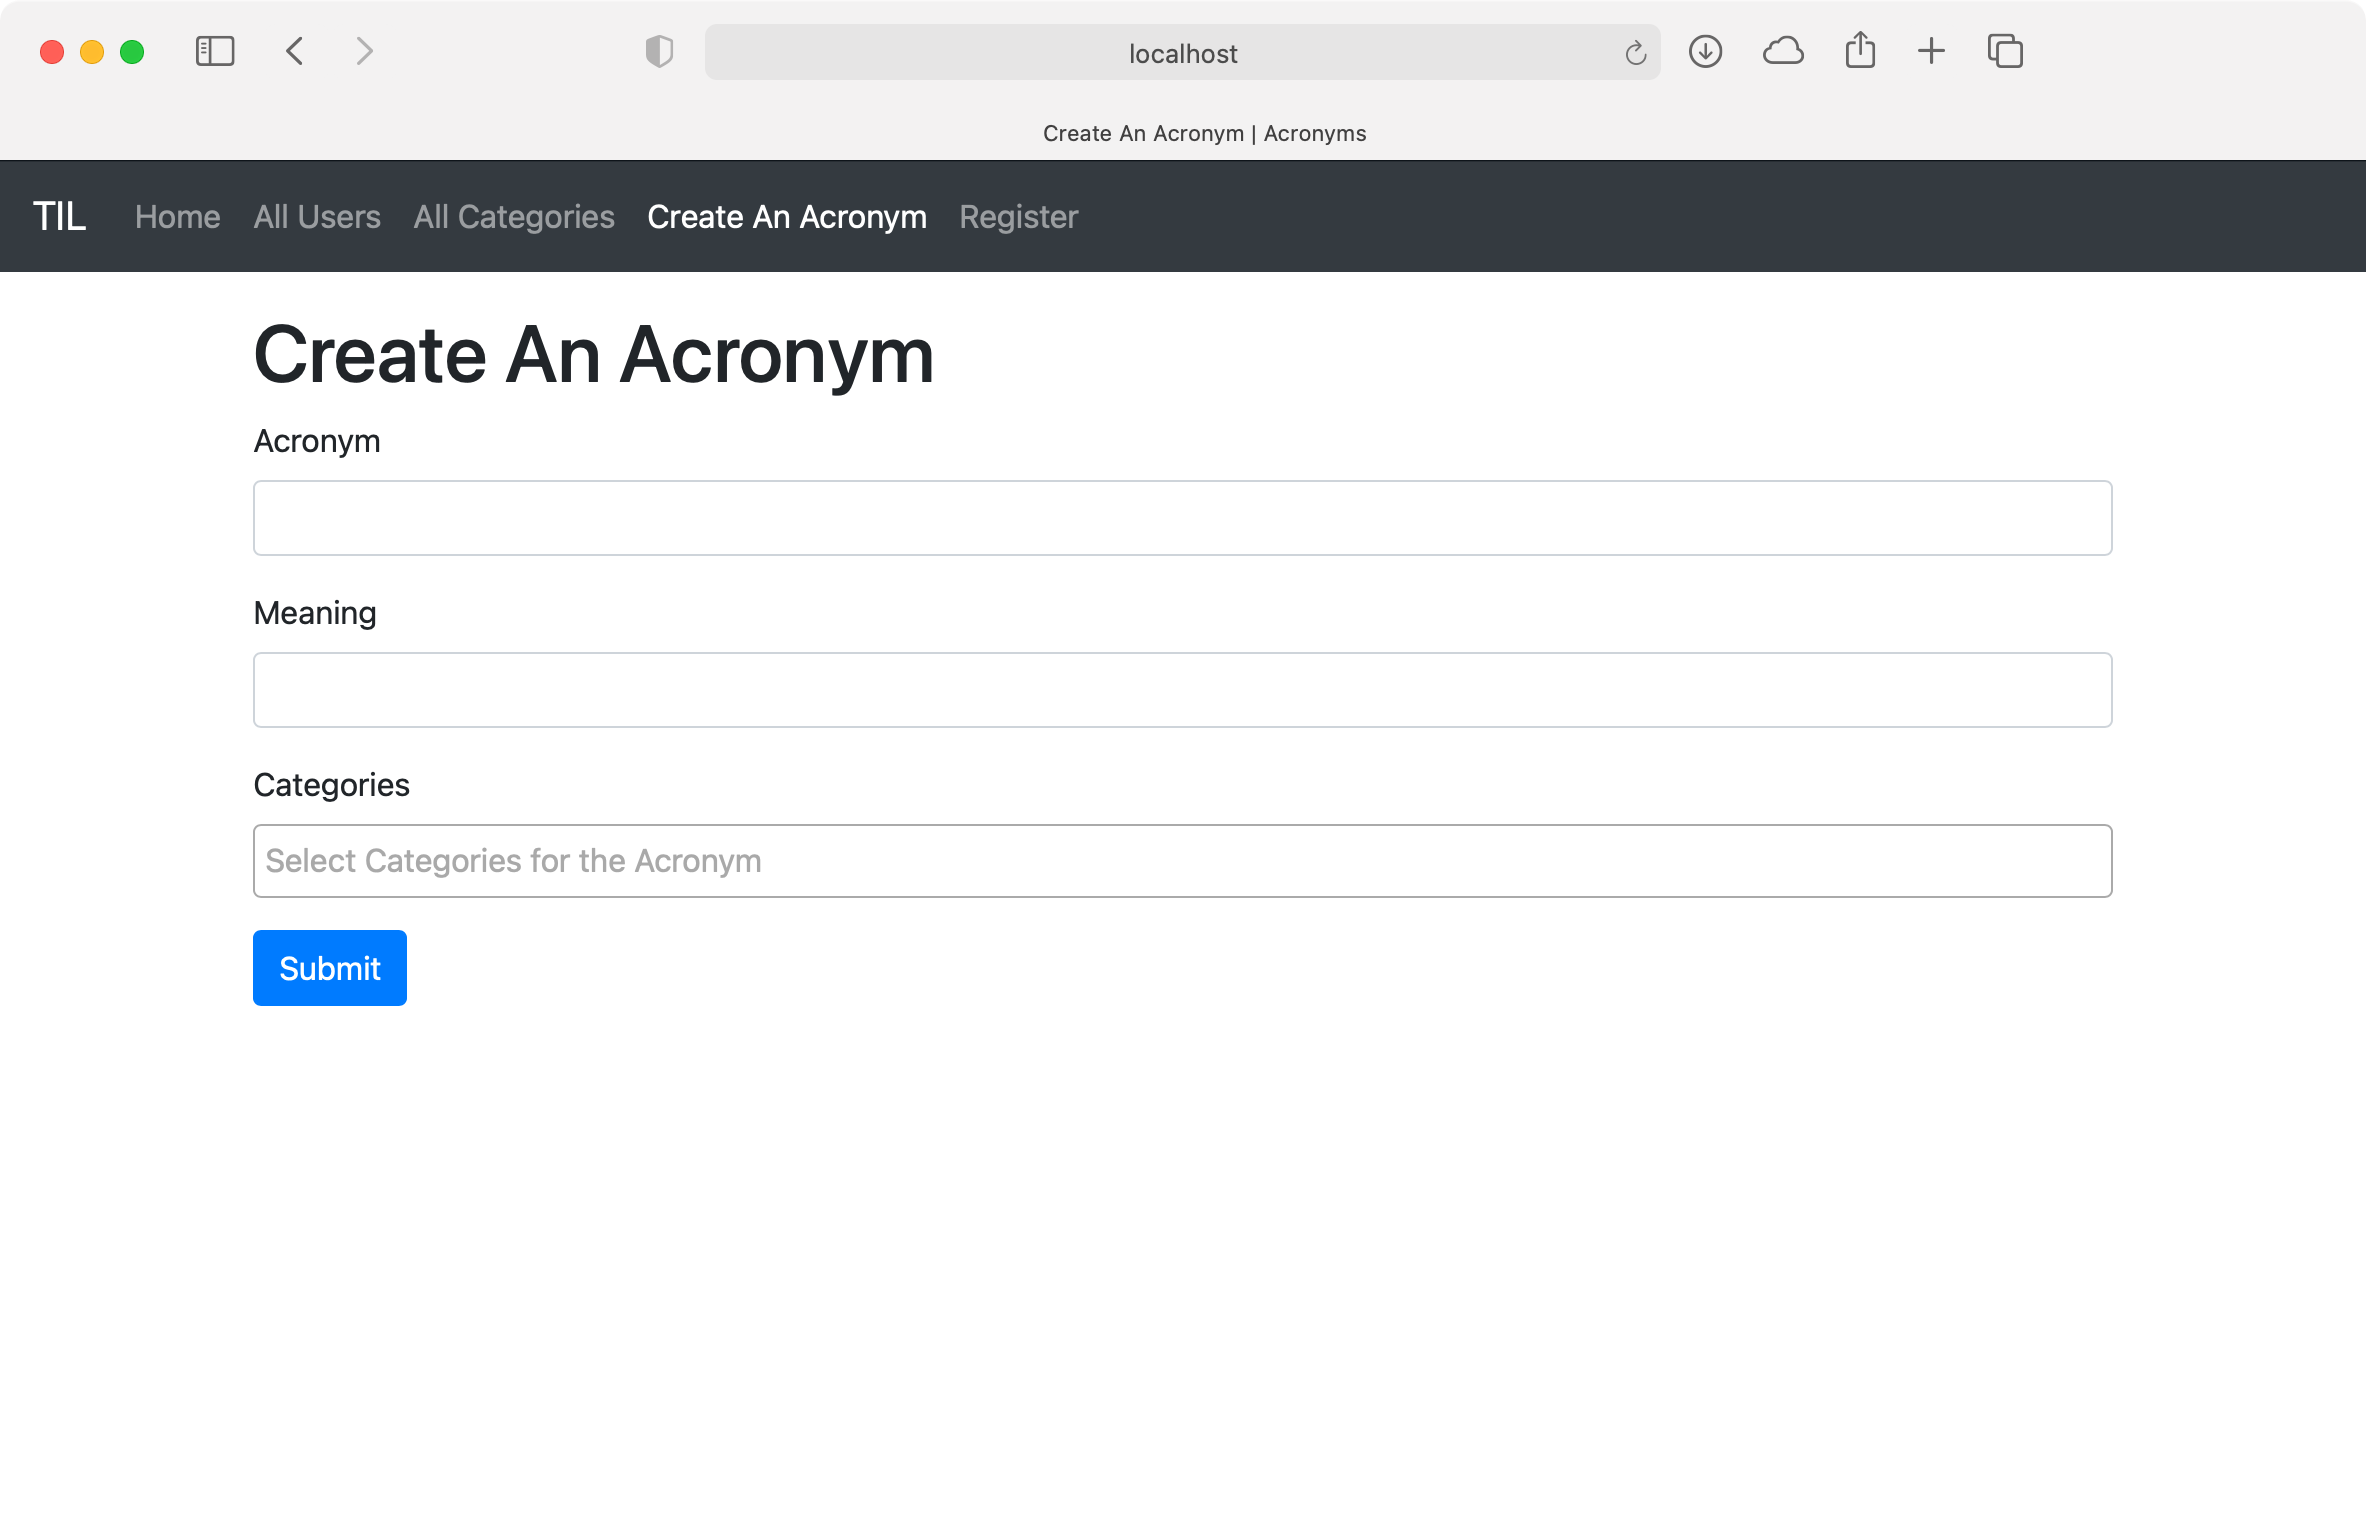 localhost
Create An Acronym | Acronyms
TIL Home All Users All Categories Create An Acronym Register
Create An Acronym
Acronym
Meaning
Categories
Select Categories for the Acronym
Submit